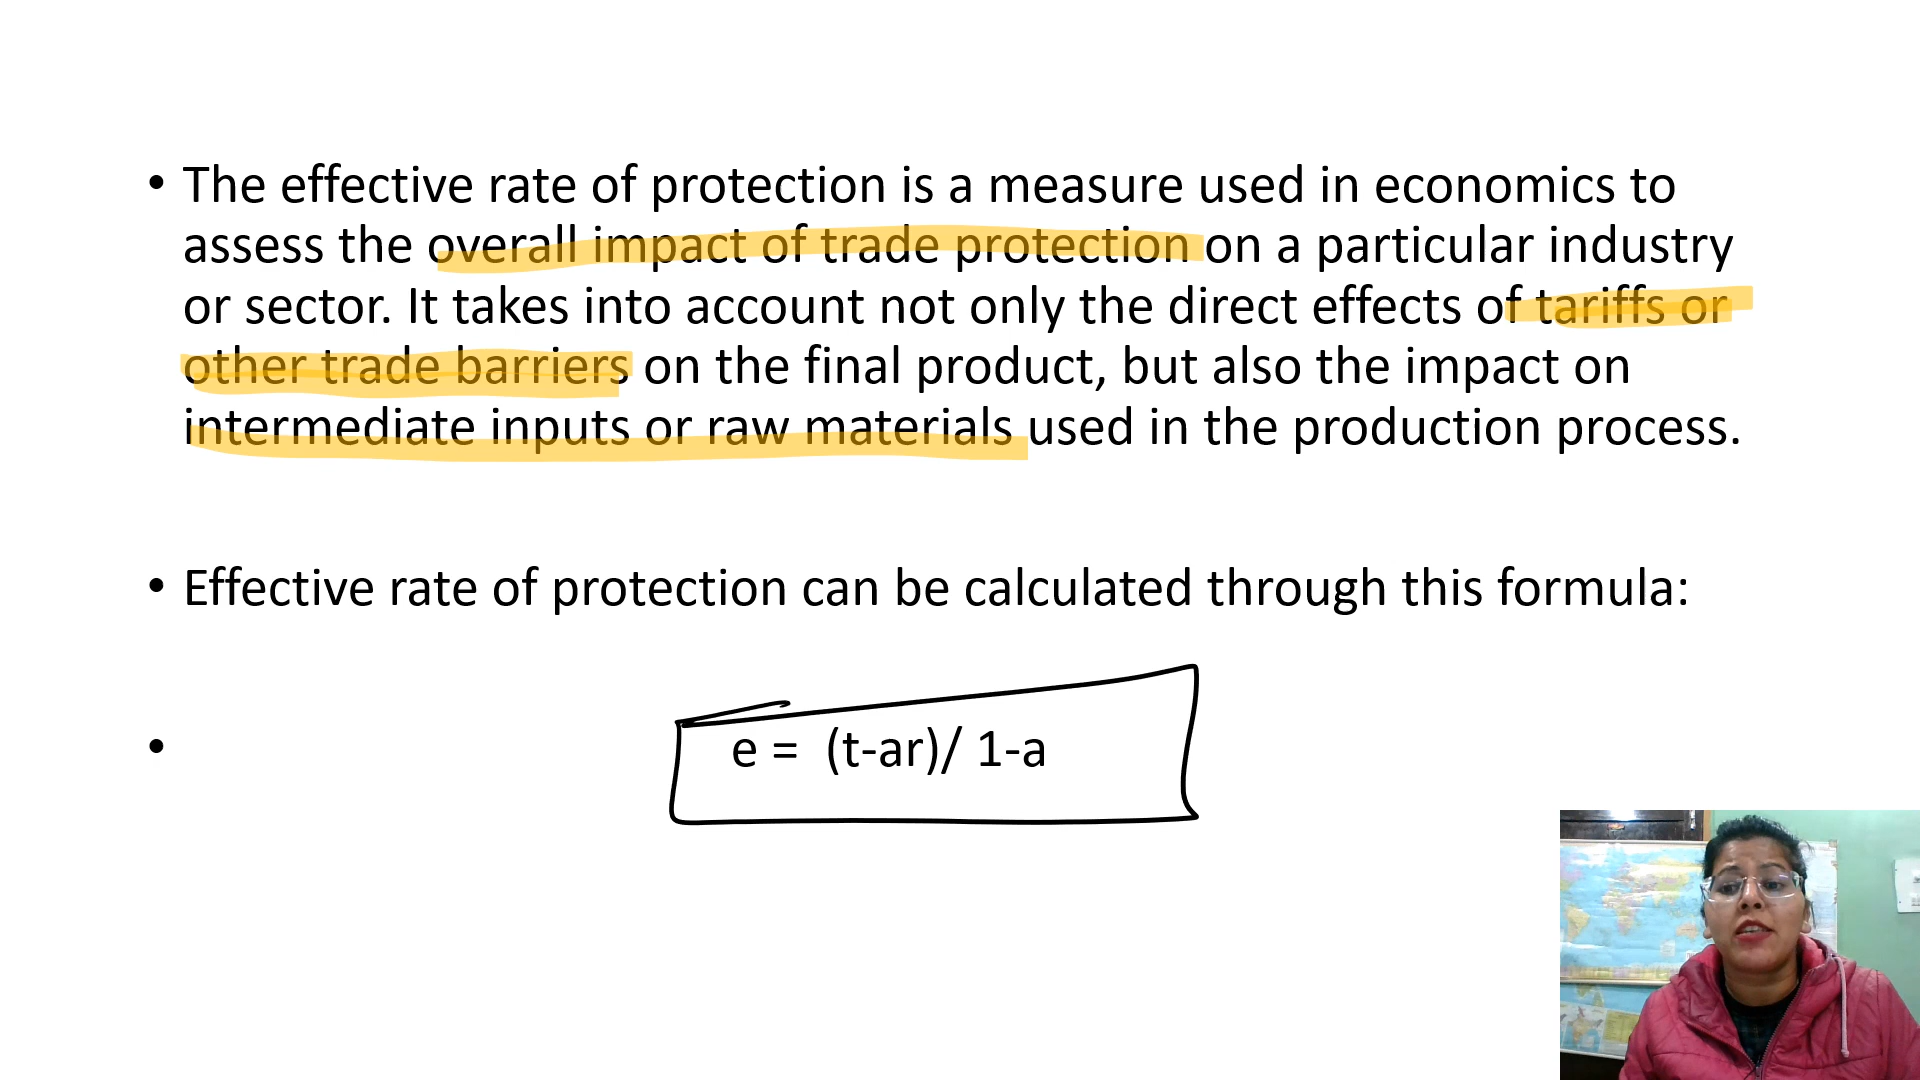 • The effective rate of protection is a measure used in economics to
assess the overall impact of trade protection on a particular industry
or sector. It takes into account not only the direct effects of tariffs or
other trade barriers on the final product, but also the impact on
intermediate inputs or raw materials used in the production process.
• Effective rate of protection can be calculated through this formula:
• e = (t-ar)/ 1-a